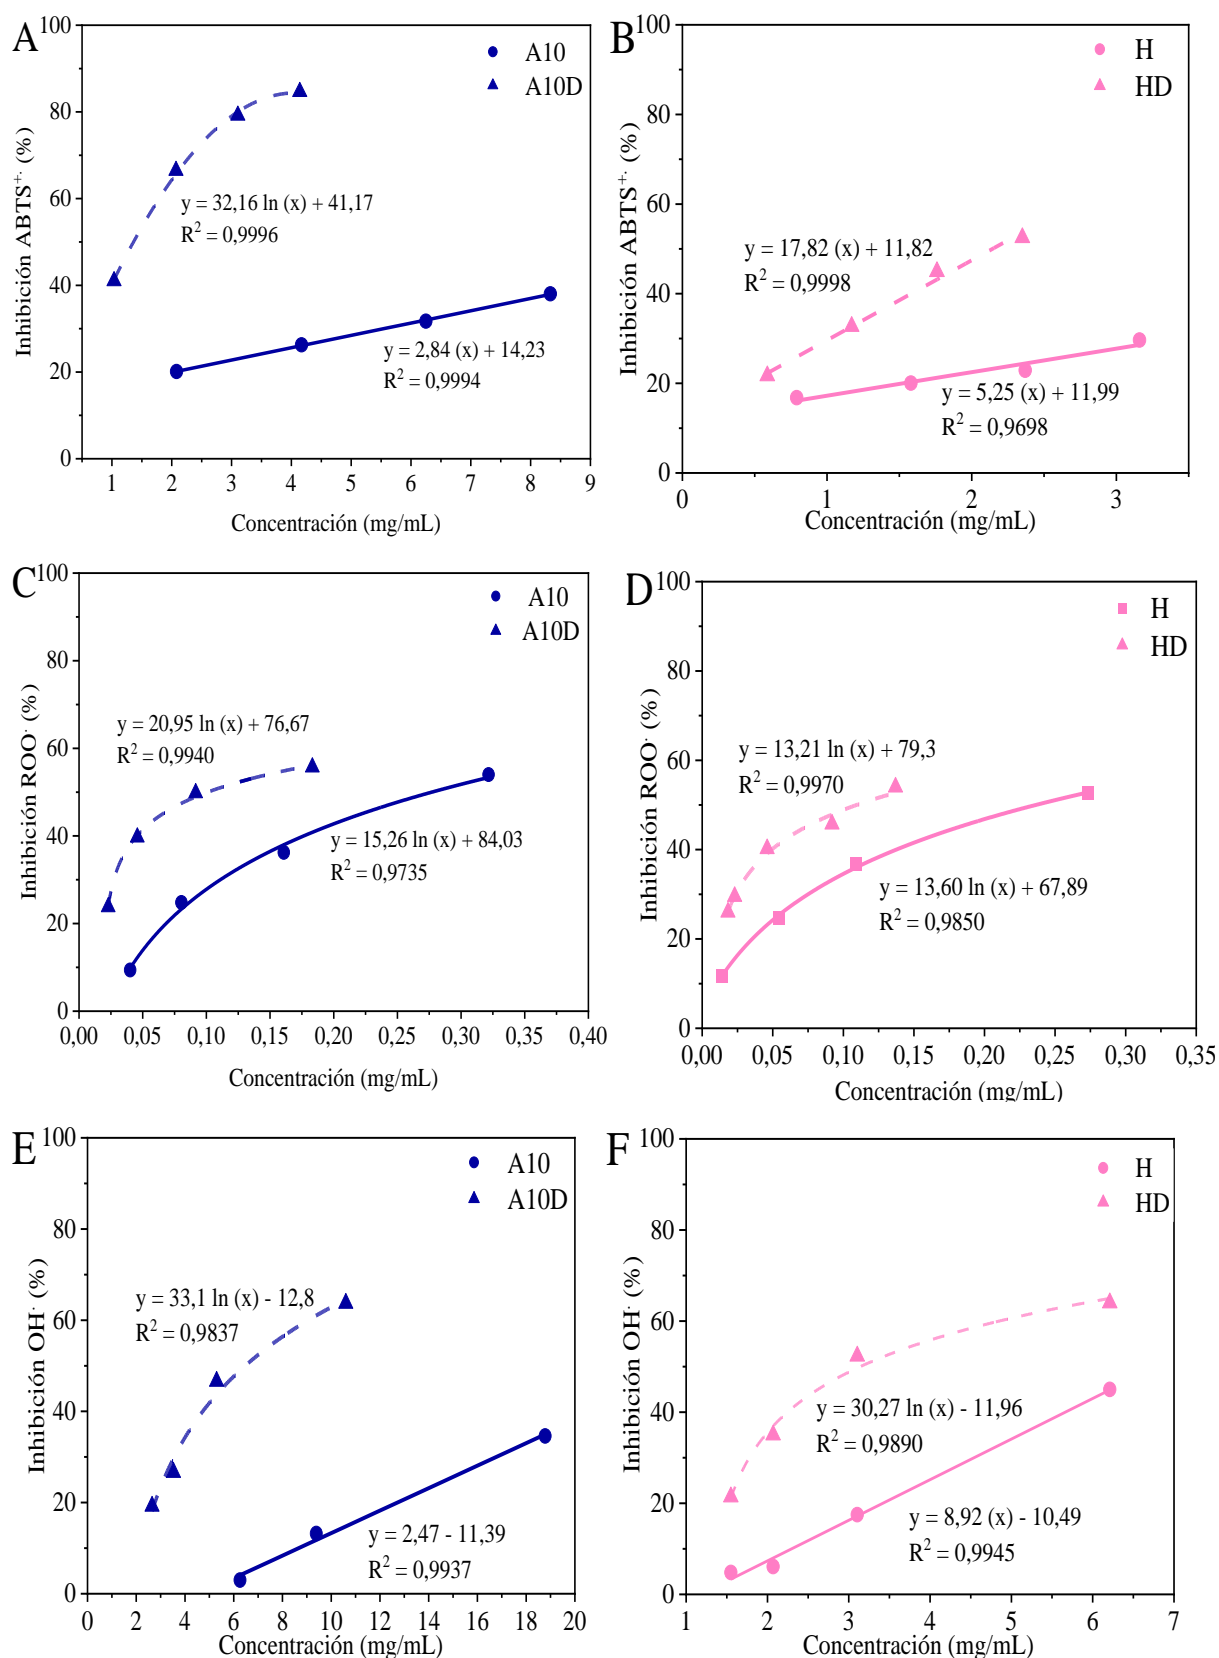 A
100
80
60
40
20
0
Inhibición ABTS⁺· (%)
A10
A10D
y = 32,16 ln (x) + 41,17
R² = 0,9996
y = 2,84 (x) + 14,23
R² = 0,9994
1 2 3 4 5 6 7 8 9
Concentración (mg/mL)
B
100
80
60
40
20
0
Inhibición ABTS⁺· (%)
H
HD
y = 17,82 (x) + 11,82
R² = 0,9998
y = 5,25 (x) + 11,99
R² = 0,9698
0 1 2 3
Concentración (mg/mL)
C
100
80
60
40
20
0
Inhibición ROO· (%)
A10
A10D
y = 20,95 ln (x) + 76,67
R² = 0,9940
y = 15,26 ln (x) + 84,03
R² = 0,9735
0,00 0,05 0,10 0,15 0,20 0,25 0,30 0,35 0,40
Concentración (mg/mL)
D
100
80
60
40
20
0
Inhibición ROO· (%)
H
HD
y = 13,21 ln (x) + 79,3
R² = 0,9970
y = 13,60 ln (x) + 67,89
R² = 0,9850
0,00 0,05 0,10 0,15 0,20 0,25 0,30 0,35
Concentración (mg/mL)
E
100
80
60
40
20
0
Inhibición OH· (%)
A10
A10D
y = 33,1 ln (x) - 12,8
R² = 0,9837
y = 2,47 - 11,39
R² = 0,9937
0 2 4 6 8 10 12 14 16 18 20
Concentración (mg/mL)
F
100
80
60
40
20
0
Inhibición OH· (%)
H
HD
y = 30,27 ln (x) - 11,96
R² = 0,9890
y = 8,92 (x) - 10,49
R² = 0,9945
1 2 3 4 5 6 7
Concentración (mg/mL)